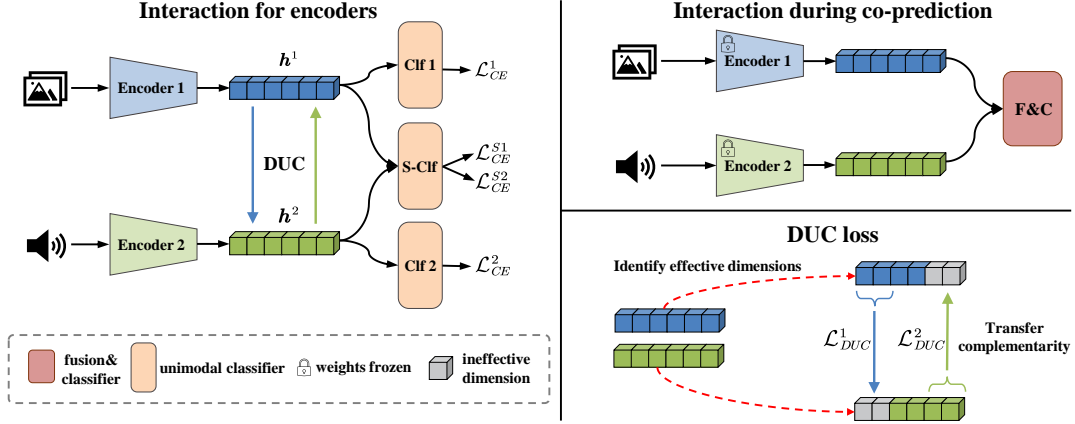 Interaction for encoders
Encoder 1
h¹
Clf 1
ℒ¹_CE
DUC
S-Clf
ℒ^S1_CE
ℒ^S2_CE
Encoder 2
h²
Clf 2
ℒ²_CE
fusion&
classifier
unimodal classifier
weights frozen
ineffective
dimension
Interaction during co-prediction
Encoder 1
F&C
Encoder 2
DUC loss
Identify effective dimensions
ℒ¹_DUC
ℒ²_DUC
Transfer
complementarity